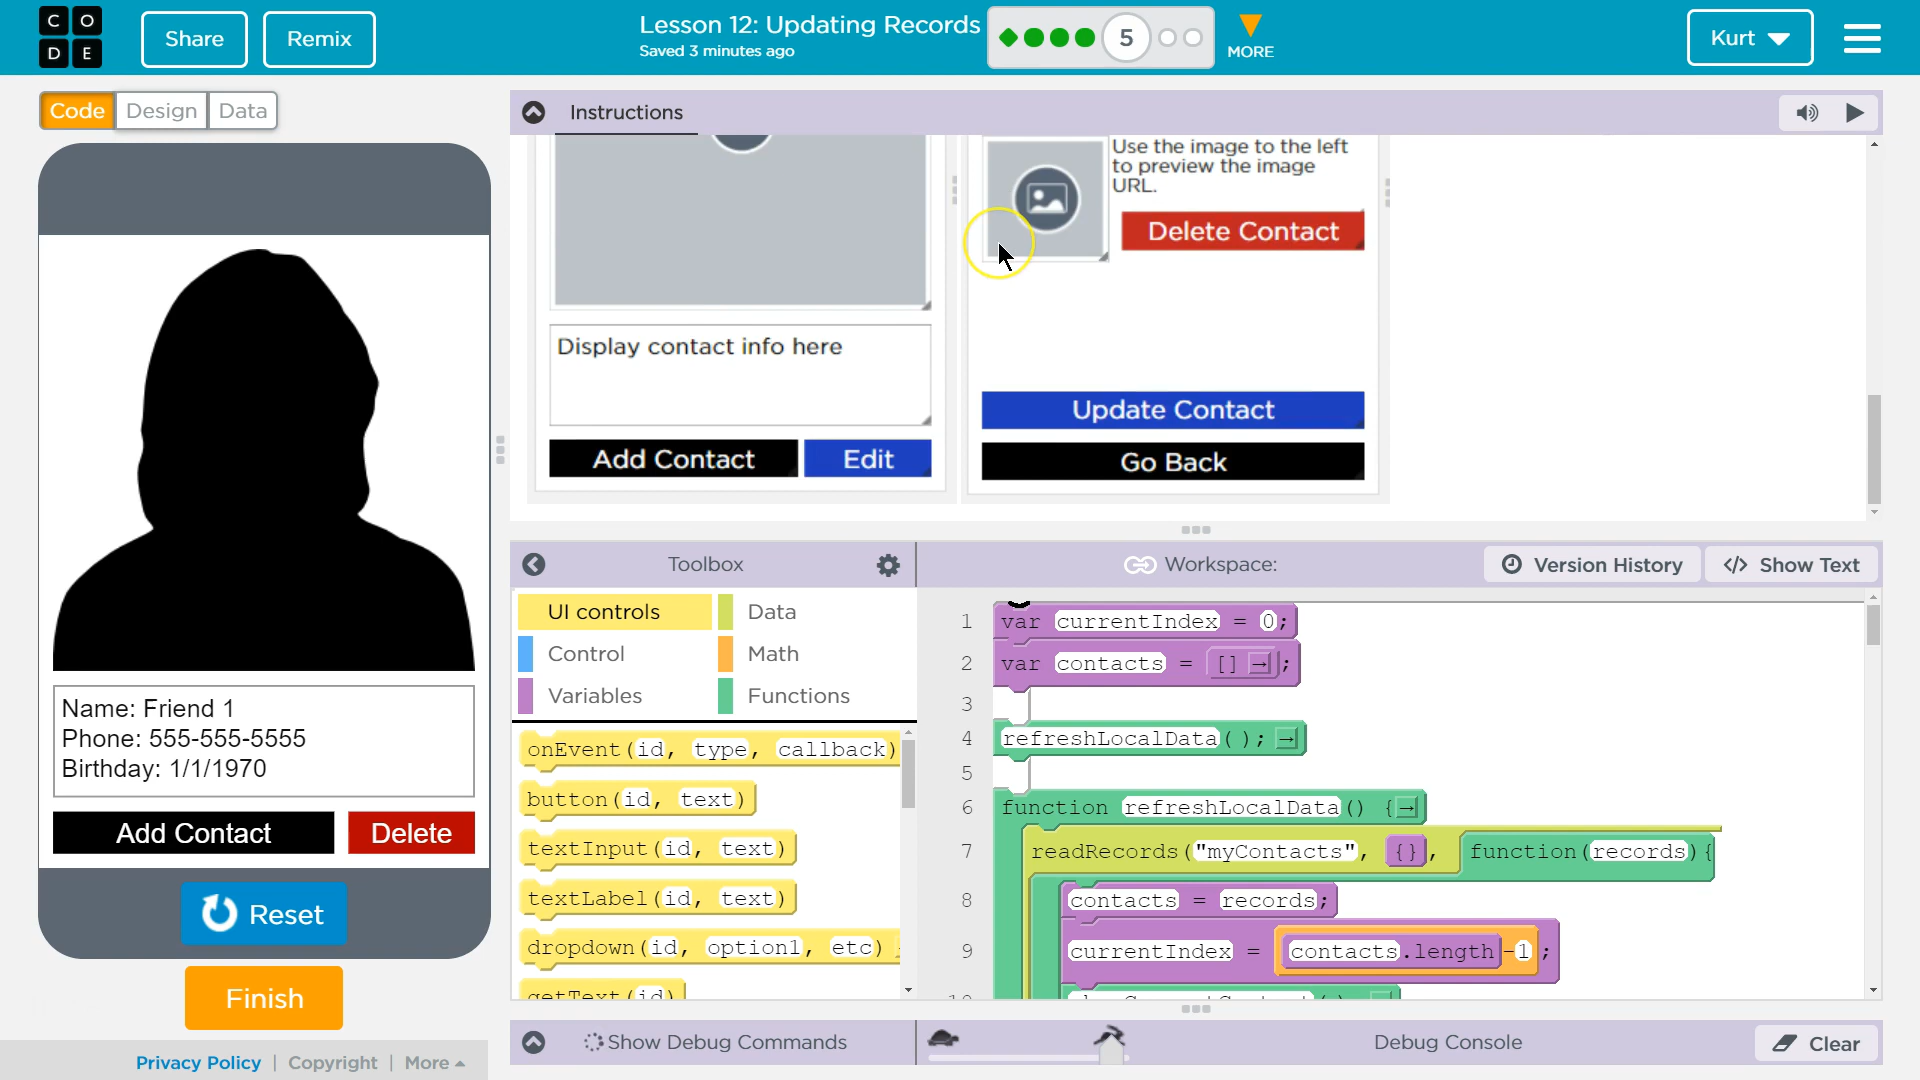 C O
D E
Share
Remix
Lesson 12: Updating Records
Saved 3 minutes ago
5
MORE
Kurt
Code
Design
Data
Instructions
Use the image to the left
to preview the image
URL.
Delete Contact
Display contact info here
Add Contact
Edit
Update Contact
Go Back
Name: Friend 1
Phone: 555-555-5555
Birthday: 1/1/1970
Add Contact
Delete
Reset
Finish
Privacy Policy | Copyright | More
Toolbox
Workspace:
Version History
</> Show Text
UI controls
Data
Control
Math
Variables
Functions
onEvent(id, type, callback)
button(id, text)
textInput(id, text)
textLabel(id, text)
dropdown(id, option1, etc)
getText(id)
1 var currentIndex = 0;
2 var contacts = [] ;
3
4 refreshLocalData( );
5
6 function refreshLocalData() {
7 readRecords("myContacts", {}, function(records){
8 contacts = records;
9 currentIndex = contacts.length-1;
10
Show Debug Commands
Debug Console
Clear